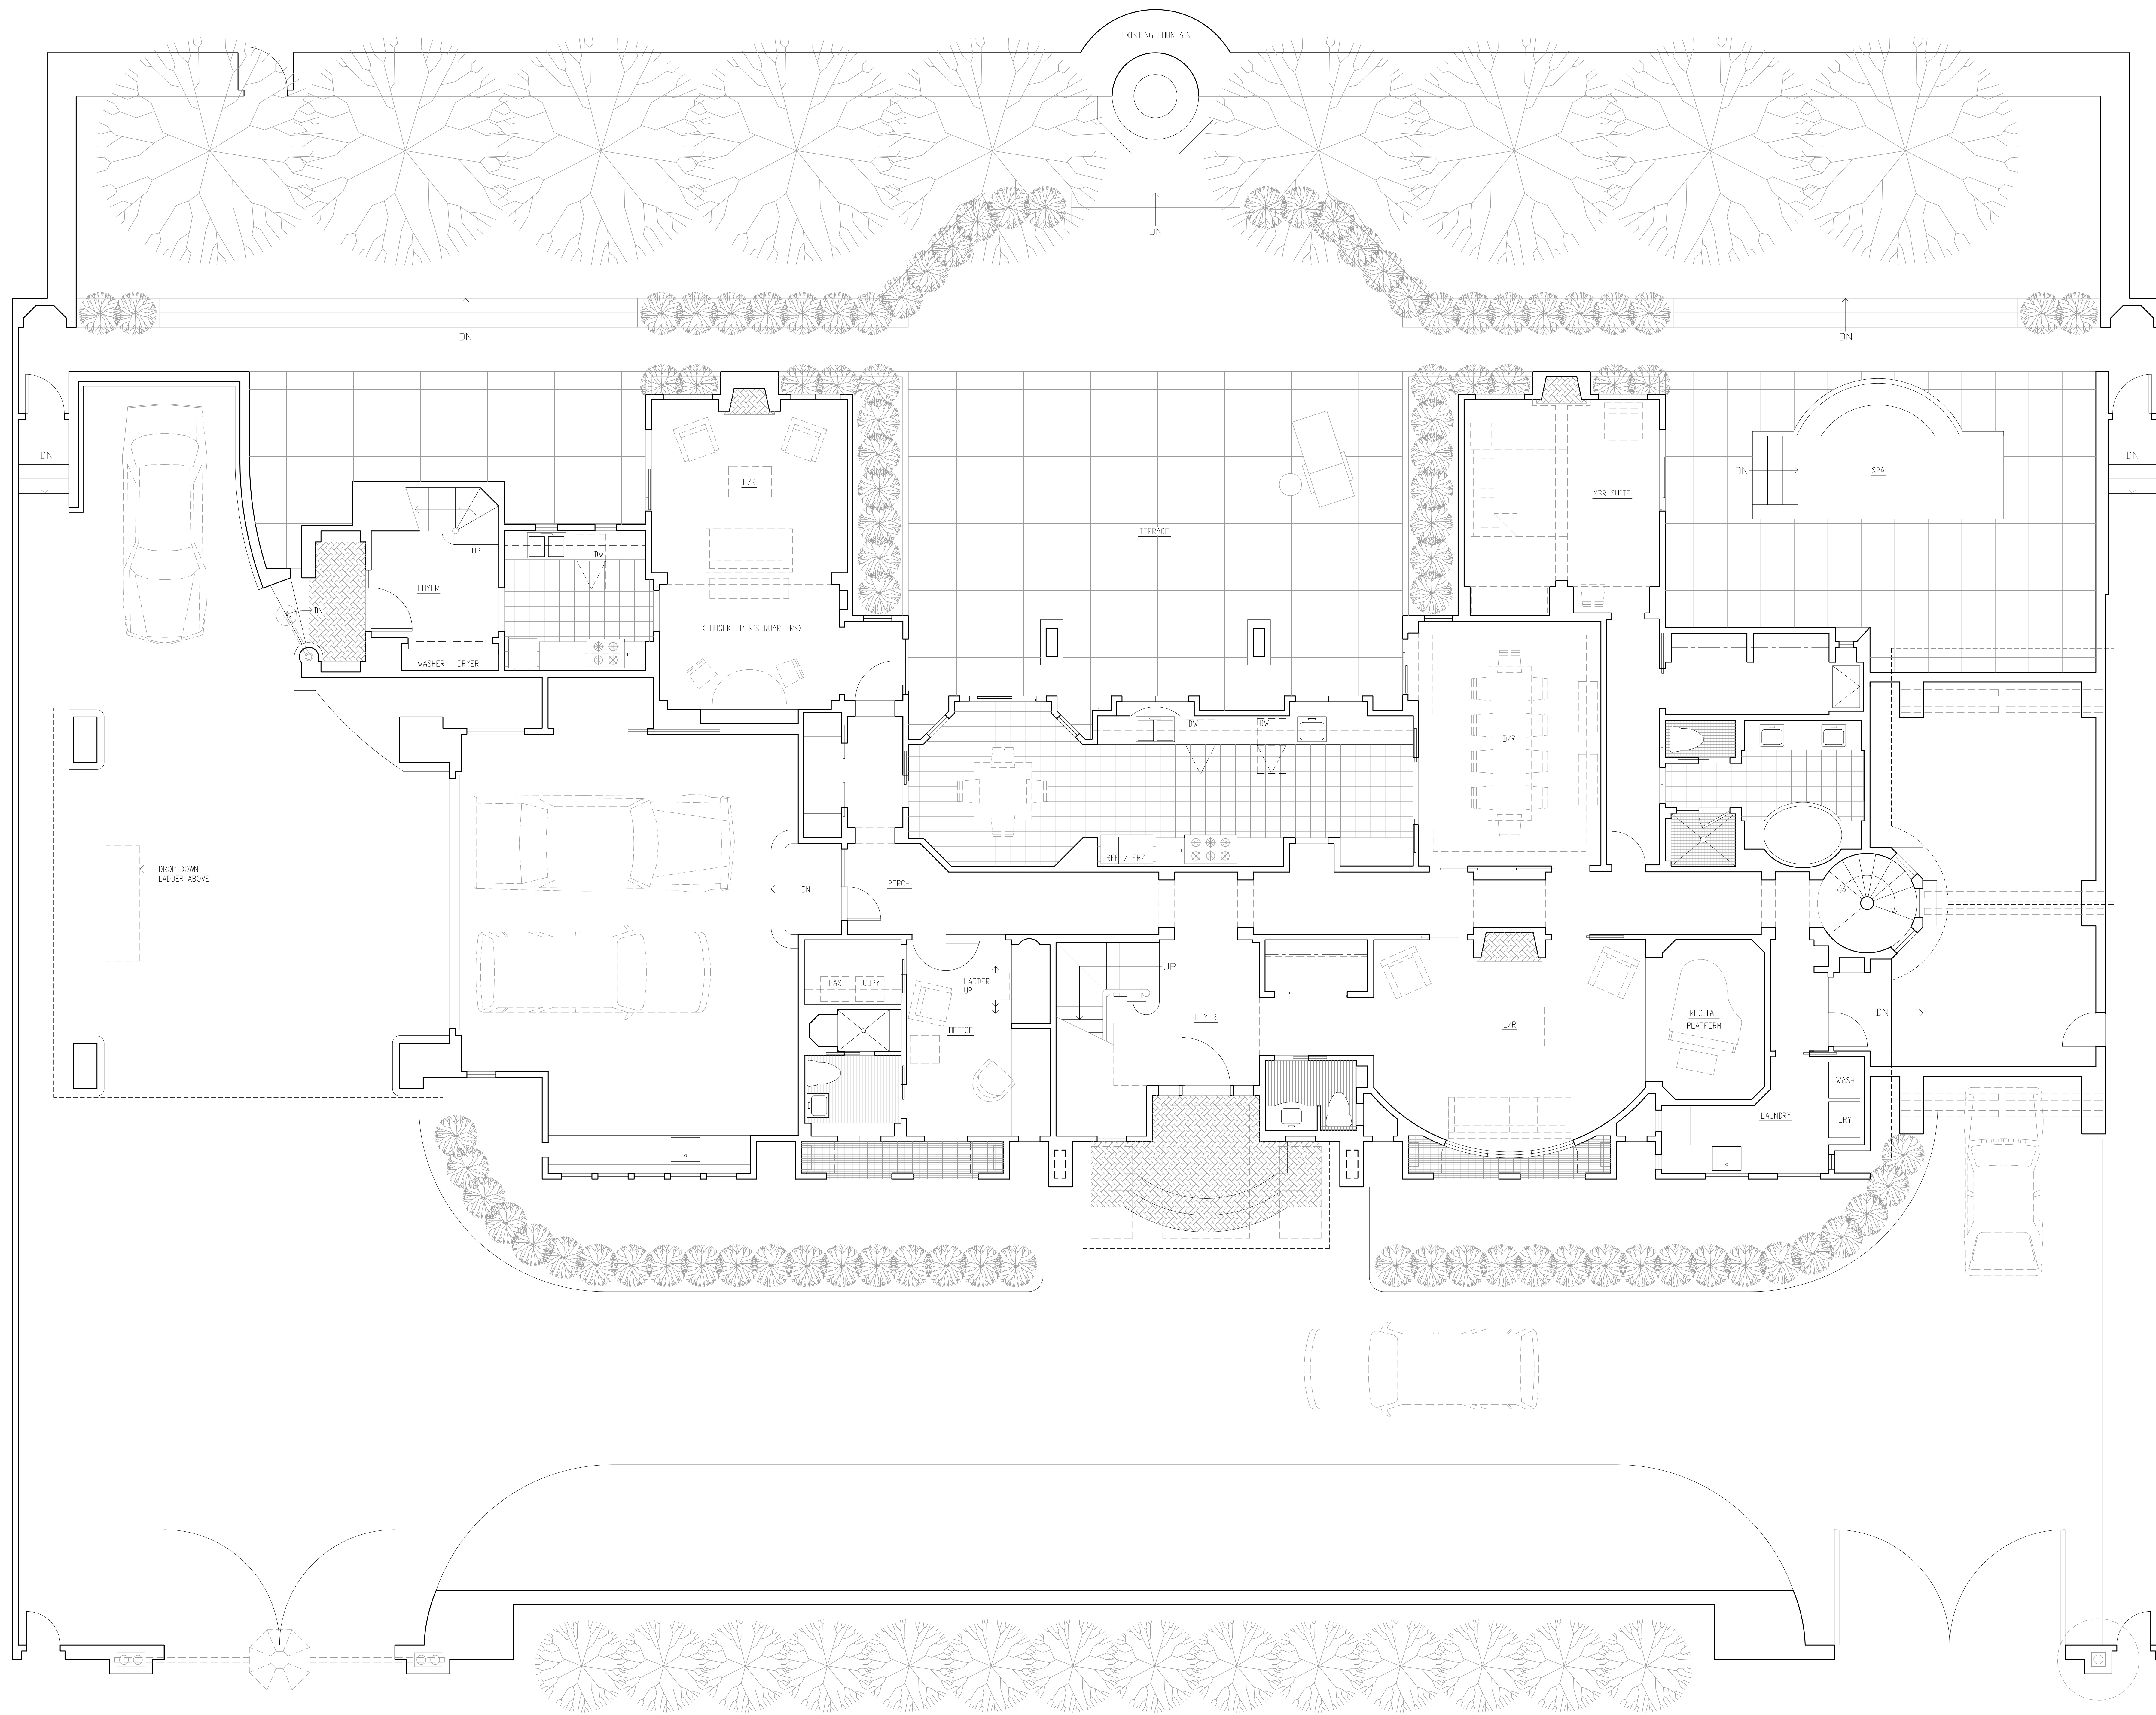 EXISTING FOUNTAIN
DN
DN
DN
DN
DN
L/R
MBR SUITE
DN
SPA
TERRACE
UP
DW
FOYER
DN
(HOUSEKEEPER'S QUARTERS)
WASHER
DRYER
DW
DW
D/R
REF / FRZ
DROP DOWN
LADDER ABOVE
DN
PORCH
UP
FAX
COPY
LADDER
UP
UP
OFFICE
FOYER
L/R
RECITAL
PLATFORM
DN
WASH
LAUNDRY
DRY